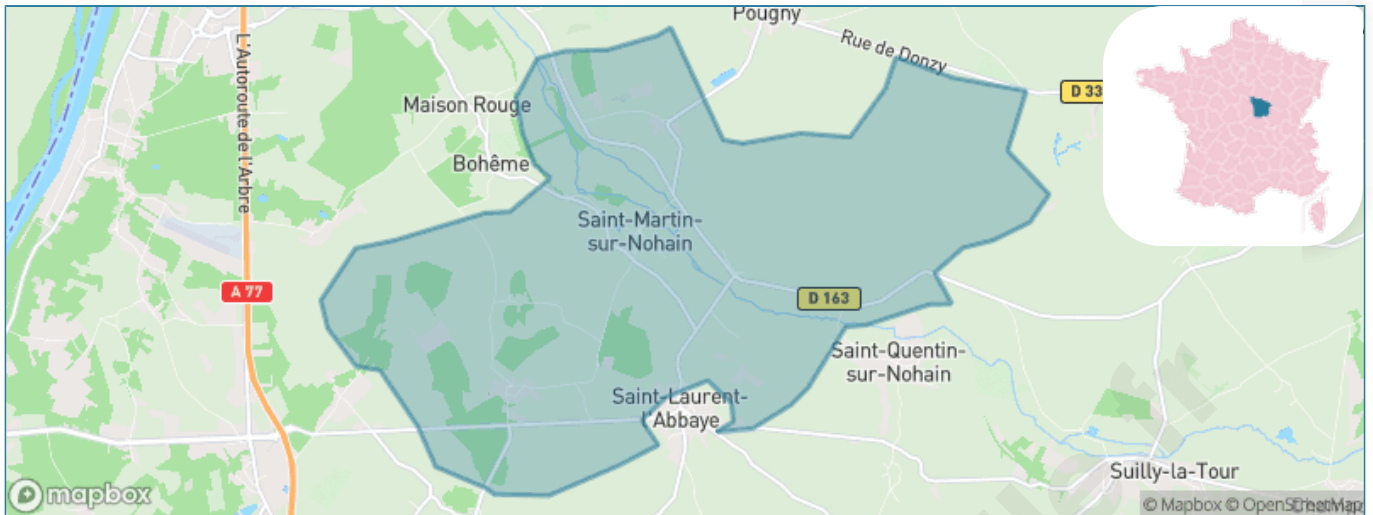 Pougny
Rue de Donzy
D 33
L'Autoroute de l'Arbre
Maison Rouge
Bohême
Saint-Martin-
sur-Nohain
A 77
D 163
Saint-Quentin-
sur-Nohain
Saint-Laurent-
l'Abbaye
Suilly-la-Tour
mapbox
© Mapbox © OpenStreetMap